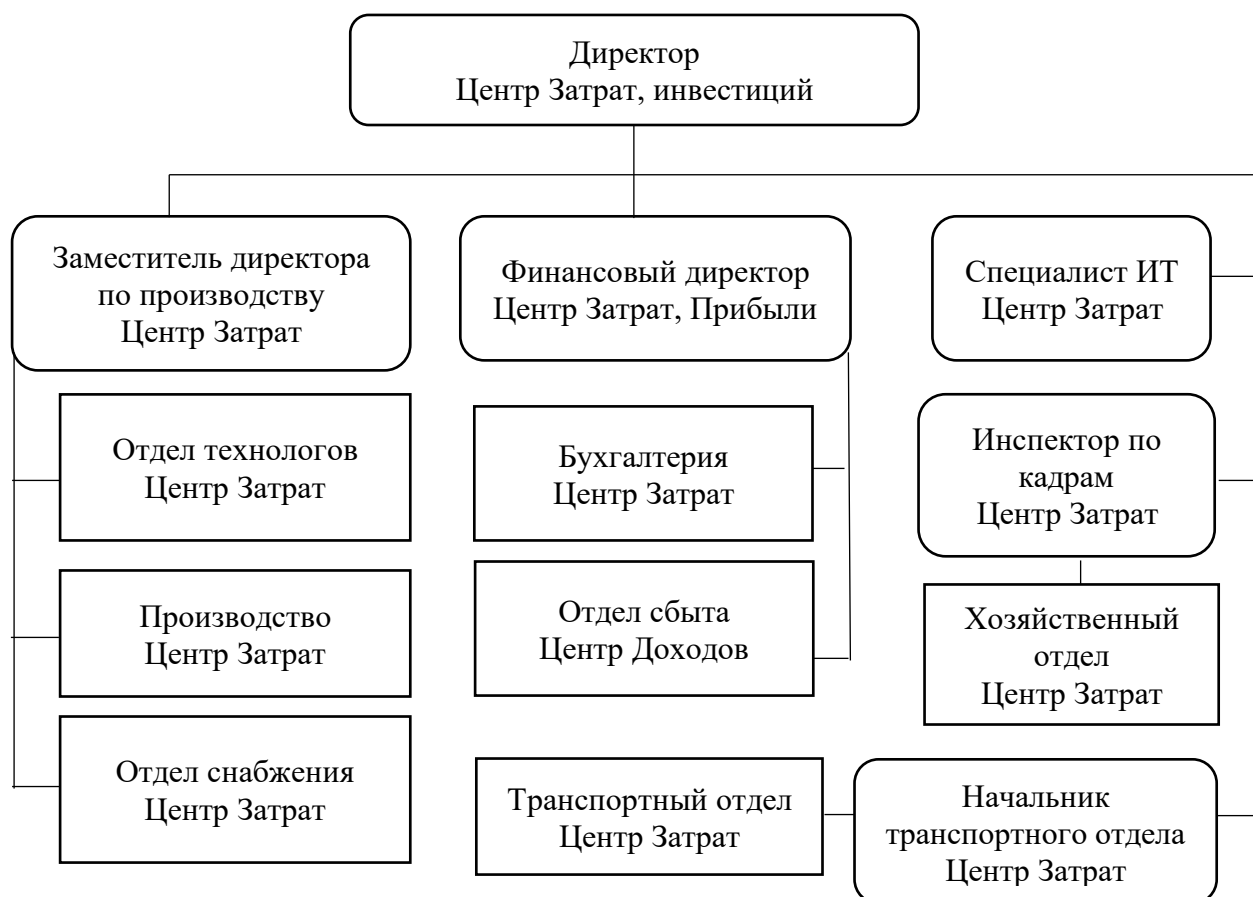 Директор
Центр Затрат, инвестиций
Заместитель директора
по производству
Центр Затрат
Финансовый директор
Центр Затрат, Прибыли
Специалист ИТ
Центр Затрат
Отдел технологов
Центр Затрат
Бухгалтерия
Центр Затрат
Инспектор по
кадрам
Центр Затрат
Производство
Центр Затрат
Отдел сбыта
Центр Доходов
Хозяйственный
отдел
Центр Затрат
Отдел снабжения
Центр Затрат
Транспортный отдел
Центр Затрат
Начальник
транспортного отдела
Центр Затрат